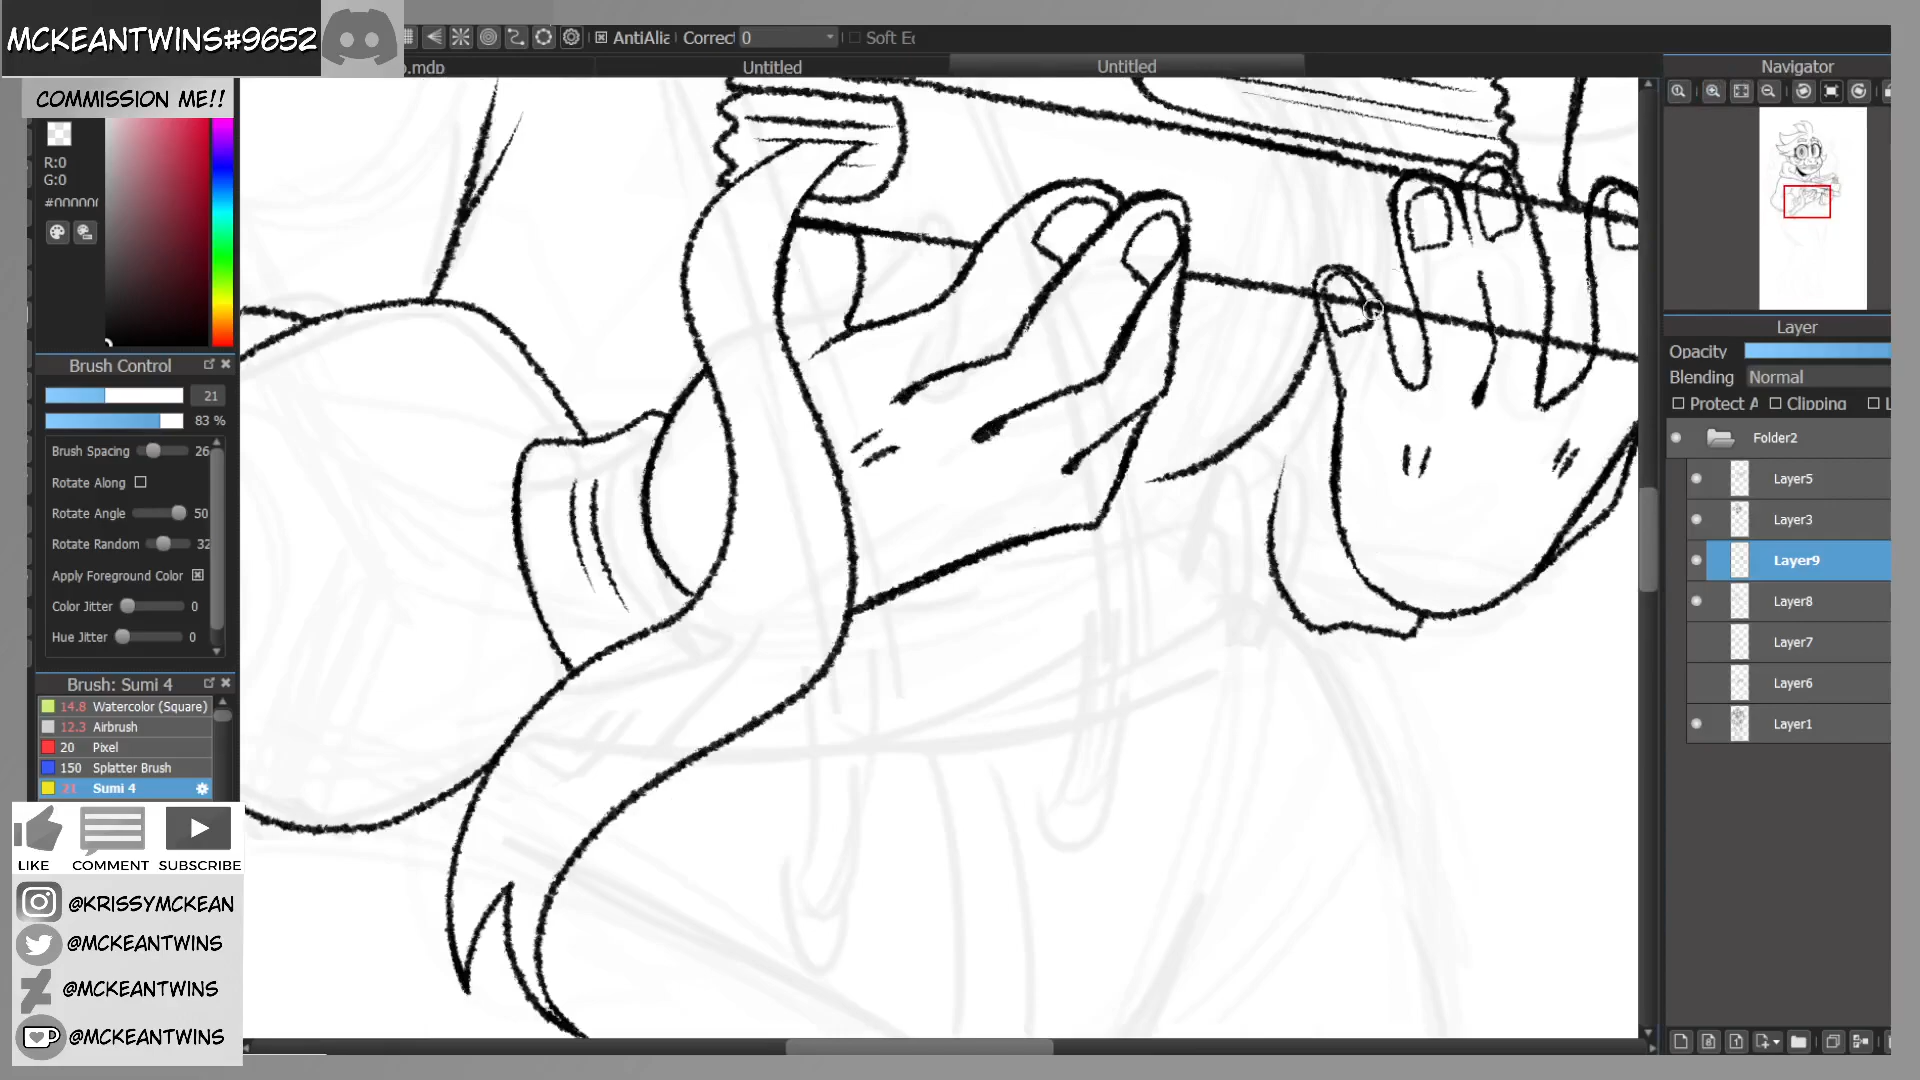 MCKEANTWINS#9652
COMMISSION ME!!
AntiAlia Correct 0 Soft Ec
o.mdp Untitled Untitled
R:0
G:0
#000000
Brush Control
21
83 %
Brush Spacing 26
Rotate Along
Rotate Angle 50
Rotate Random 32
Apply Foreground Color
Color Jitter 0
Hue Jitter 0
Brush: Sumi 4
14.8 Watercolor (Square)
12.3 Airbrush
20 Pixel
150 Splatter Brush
21 Sumi 4
LIKE COMMENT SUBSCRIBE
@KRISSYMCKEAN
@MCKEANTWINS
@MCKEANTWINS
@MCKEANTWINS
Navigator
Layer
Opacity
Blending Normal
Protect A Clipping L
Folder2
Layer5
Layer3
Layer9
Layer8
Layer7
Layer6
Layer1